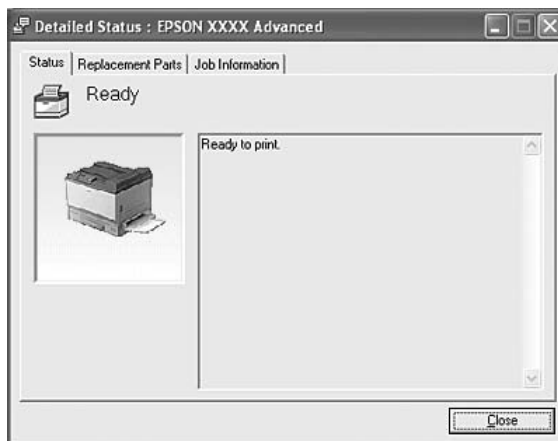 Detailed Status : EPSON XXXX Advanced
Status Replacement Parts Job Information
Ready
Ready to print.
Close